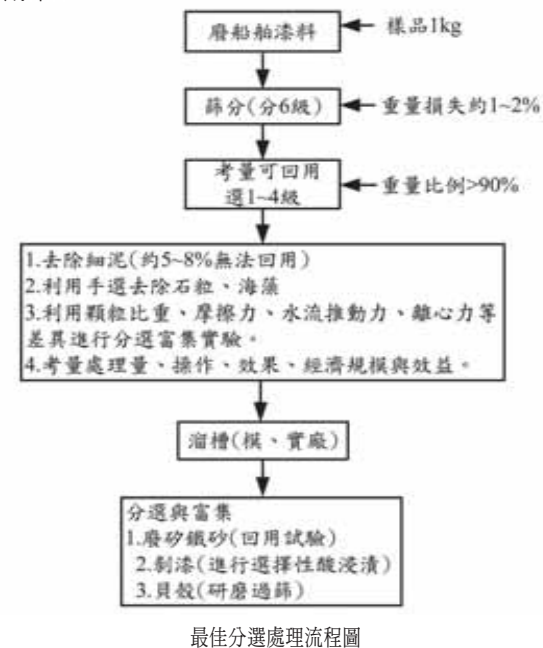 廢船舶漆料
樣品1kg
篩分(分6級)
重量損失約1~2%
考量可回用
選1~4級
重量比例>90%
1.去除細泥(約5~8%無法回用)
2.利用手選去除石粒、海藻
3.利用顆粒比重、摩擦力、水流推動力、離心力等
差異進行分選富集實驗。
4.考量處理量、操作、效果、經濟規模與效益。
溜槽(模、實廠)
分選與富集
1.廢矽鐵砂(回用試驗)
2.剝漆(進行選擇性酸浸漬)
3.貝殼(研磨過篩)
最佳分選處理流程圖